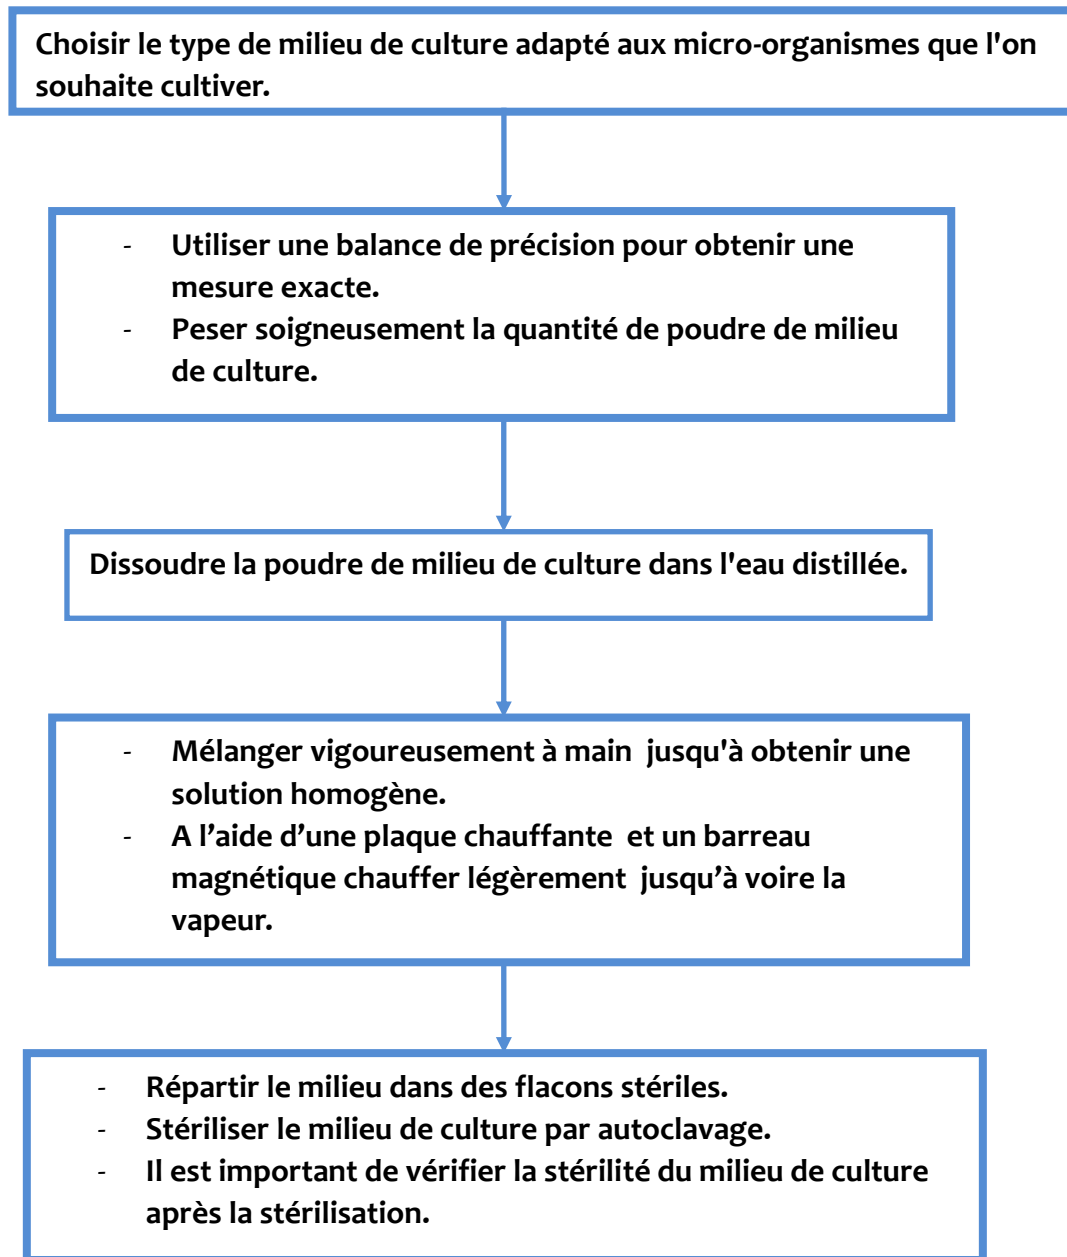 Choisir le type de milieu de culture adapté aux micro-organismes que l'on
souhaite cultiver.
- Utiliser une balance de précision pour obtenir une
mesure exacte.
- Peser soigneusement la quantité de poudre de milieu
de culture.
Dissoudre la poudre de milieu de culture dans l'eau distillée.
- Mélanger vigoureusement à main jusqu'à obtenir une
solution homogène.
- A l’aide d’une plaque chauffante et un barreau
magnétique chauffer légèrement jusqu’à voire la
vapeur.
- Répartir le milieu dans des flacons stériles.
- Stériliser le milieu de culture par autoclavage.
- Il est important de vérifier la stérilité du milieu de culture
après la stérilisation.